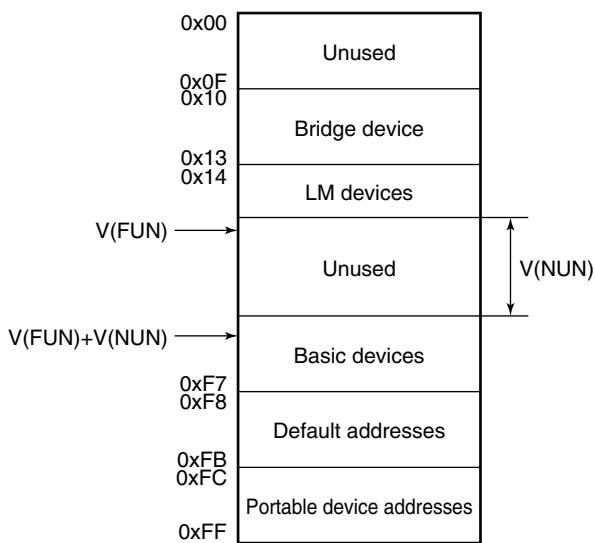 0x00
Unused
0x0F
0x10
Bridge device
0x13
0x14
LM devices
V(FUN)
Unused
V(NUN)
V(FUN)+V(NUN)
Basic devices
0xF7
0xF8
Default addresses
0xFB
0xFC
Portable device addresses
0xFF